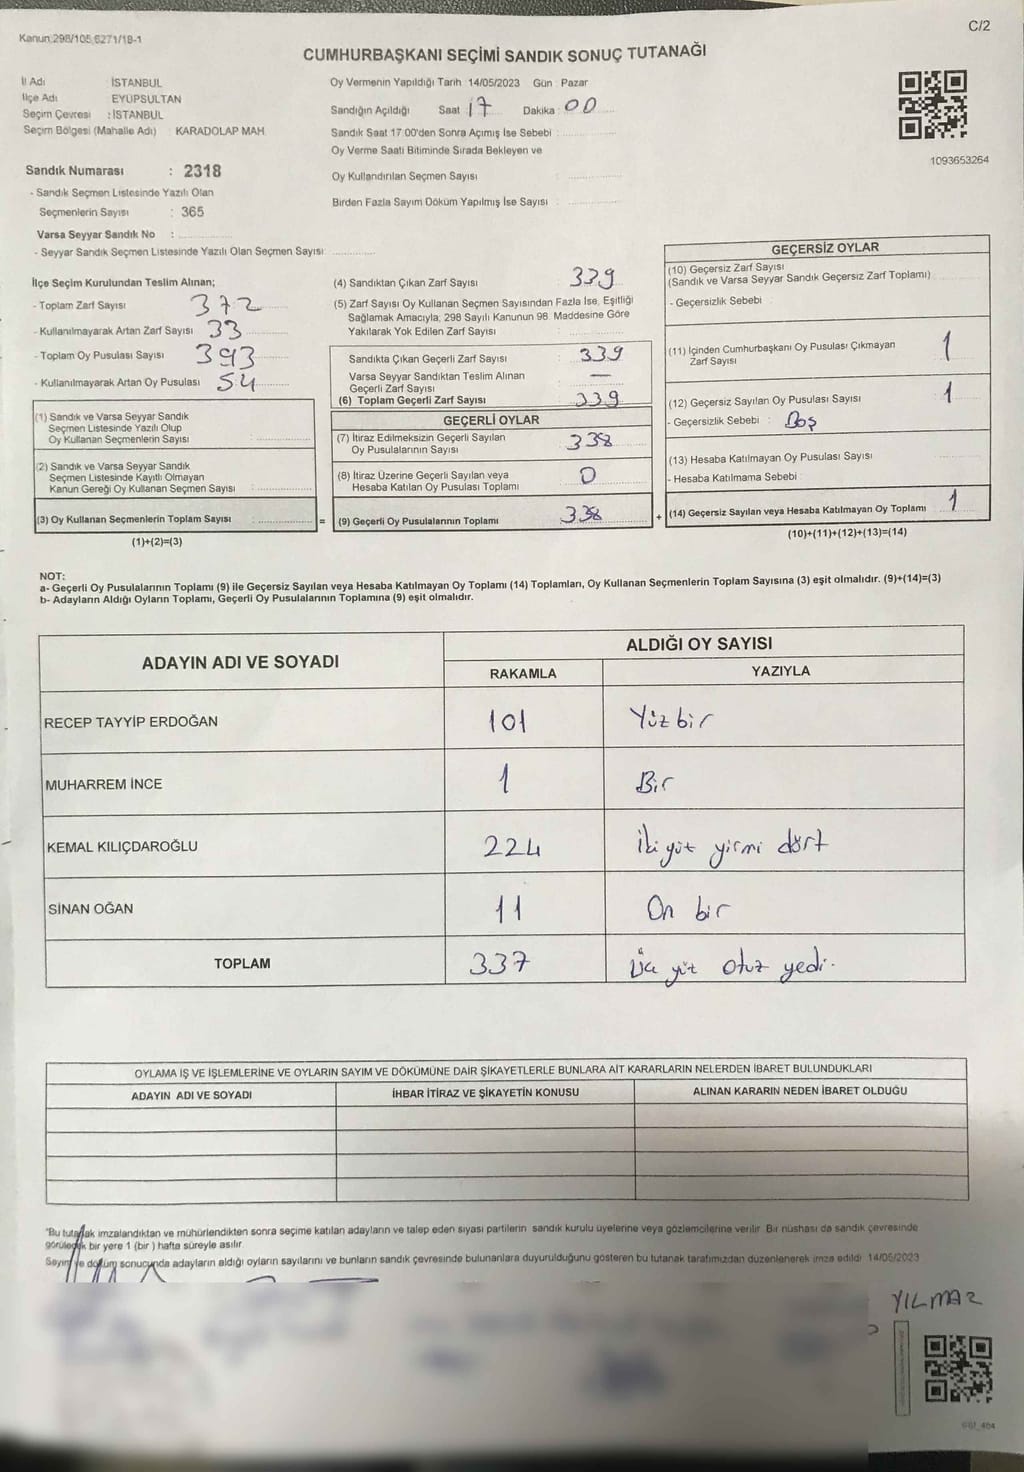 C/2
Kanun:298/105,6271/18-1
CUMHURBAŞKANI SEÇİMİ SANDIK SONUÇ TUTANAĞI
İl Adı : İSTANBUL
İlçe Adı : EYÜPSULTAN
Seçim Çevresi : İSTANBUL
Seçim Bölgesi (Mahalle Adı) : KARADOLAP MAH.
Sandık Numarası : 2318
- Sandık Seçmen Listesinde Yazılı Olan
Seçmenlerin Sayısı : 365
Varsa Seyyar Sandık No :
- Seyyar Sandık Seçmen Listesinde Yazılı Olan Seçmen Sayısı
Oy Vermenin Yapıldığı Tarih :14/05/2023 Gün : Pazar
Sandığın Açıldığı Saat 17 Dakika : 00
Sandık Saat 17:00'den Sonra Açımış İse Sebebi :
Oy Verme Saati Bitiminde Sırada Bekleyen ve
Oy Kullandırılan Seçmen Sayısı :
Birden Fazla Sayım Döküm Yapılmış İse Sayısı :
1093653264
İlçe Seçim Kurulundan Teslim Alınan;
- Toplam Zarf Sayısı 372
- Kullanılmayarak Artan Zarf Sayısı 33
- Toplam Oy Pusulası Sayısı 393
- Kullanılmayarak Artan Oy Pusulası 54
(1) Sandık ve Varsa Seyyar Sandık
Seçmen Listesinde Yazılı Olup
Oy Kullanan Seçmenlerin Sayısı :
(2) Sandık ve Varsa Seyyar Sandık
Seçmen Listesinde Kayıtlı Olmayan
Kanun Gereği Oy Kullanan Seçmen Sayısı :
(3) Oy Kullanan Seçmenlerin Toplam Sayısı :
(1)+(2)=(3)
=
(4) Sandıktan Çıkan Zarf Sayısı : 339
(5) Zarf Sayısı Oy Kullanan Seçmen Sayısından Fazla İse, Eşitliği
Sağlamak Amacıyla, 298 Sayılı Kanunun 98. Maddesine Göre
Yakılarak Yok Edilen Zarf Sayısı :
Sandıkta Çıkan Geçerli Zarf Sayısı : 339
Varsa Seyyar Sandıktan Teslim Alınan
Geçerli Zarf Sayısı : —
(6) Toplam Geçerli Zarf Sayısı : 339
GEÇERLİ OYLAR
(7) İtiraz Edilmeksizin Geçerli Sayılan
Oy Pusulalarının Sayısı : 338
(8) İtiraz Üzerine Geçerli Sayılan veya
Hesaba Katılan Oy Pusulası Toplamı : 0
(9) Geçerli Oy Pusulalarının Toplamı : 338
+
GEÇERSİZ OYLAR
(10) Geçersiz Zarf Sayısı
(Sandık ve Varsa Seyyar Sandık Geçersiz Zarf Toplamı)
- Geçersizlik Sebebi :
(11) İçinden Cumhurbaşkanı Oy Pusulası Çıkmayan
Zarf Sayısı 1
(12) Geçersiz Sayılan Oy Pusulası Sayısı 1
- Geçersizlik Sebebi : Boş
(13) Hesaba Katılmayan Oy Pusulası Sayısı
- Hesaba Katılmama Sebebi
(14) Geçersiz Sayılan veya Hesaba Katılmayan Oy Toplamı 1
(10)+(11)+(12)+(13)=(14)
NOT:
a- Geçerli Oy Pusulalarının Toplamı (9) ile Geçersiz Sayılan veya Hesaba Katılmayan Oy Toplamı (14) Toplamları, Oy Kullanan Seçmenlerin Toplam Sayısına (3) eşit olmalıdır. (9)+(14)=(3)
b- Adayların Aldığı Oyların Toplamı, Geçerli Oy Pusulalarının Toplamına (9) eşit olmalıdır.
ADAYIN ADI VE SOYADI ALDIĞI OY SAYISI
RAKAMLA YAZIYLA
RECEP TAYYİP ERDOĞAN 101 Yüz bir
MUHARREM İNCE 1 Bir
KEMAL KILIÇDAROĞLU 224 İki yüz yirmi dört
SİNAN OĞAN 11 On bir
TOPLAM 337 Üç yüz otuz yedi.
OYLAMA İŞ VE İŞLEMLERİNE VE OYLARIN SAYIM VE DÖKÜMÜNE DAİR ŞİKAYETLERLE BUNLARA AİT KARARLARIN NELERDEN İBARET BULUNDUKLARI
ADAYIN ADI VE SOYADI İHBAR İTİRAZ VE ŞİKAYETİN KONUSU ALINAN KARARIN NEDEN İBARET OLDUĞU
*Bu tutanak imzalandıktan ve mühürlendikten sonra seçime katılan adayların ve talep eden siyasi partilerin sandık kurulu üyelerine veya gözlemcilerine verilir. Bir nüshası da sandık çevresinde
görülecek bir yere 1 (bir) hafta süreyle asılır.
Sayım ve döküm sonucunda adayların aldığı oyların sayılarını ve bunların sandık çevresinde bulunanlara duyurulduğunu gösteren bu tutanak tarafımızdan düzenlenerek imza edildi. 14/05/2023
YILMAZ